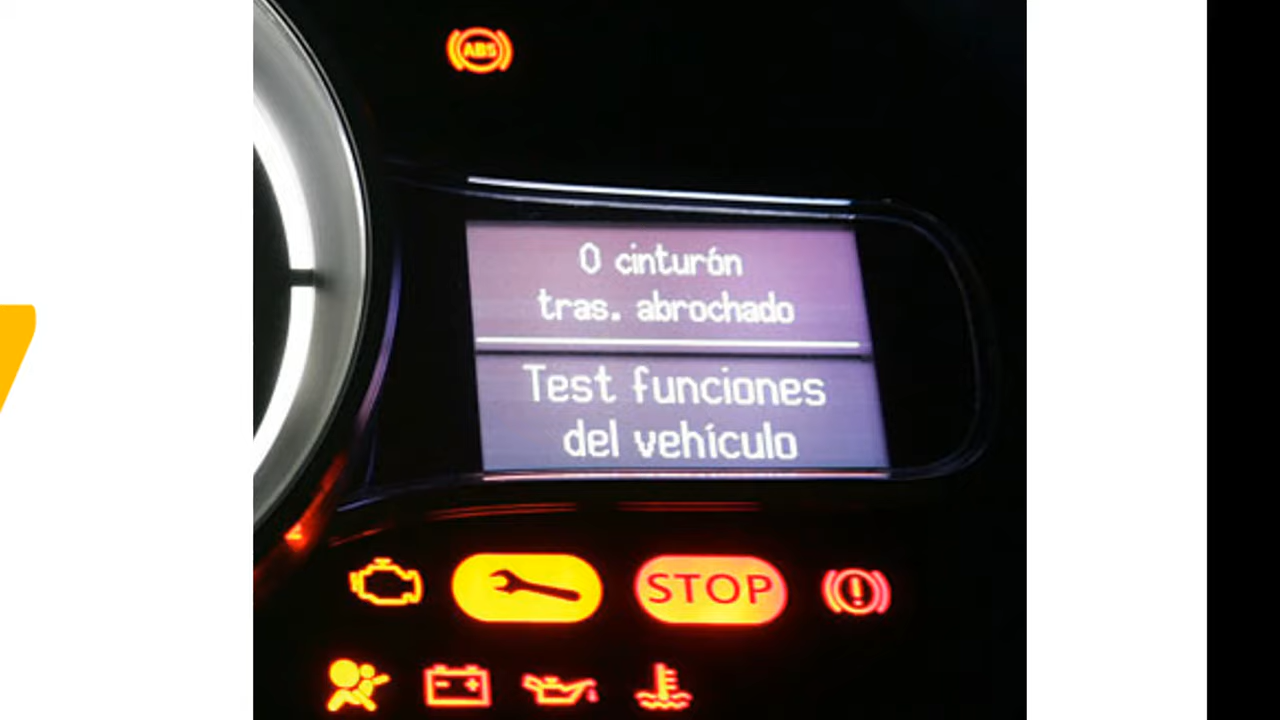 ABS
0 cinturón
tras. abrochado
Test funciones
del vehículo
STOP